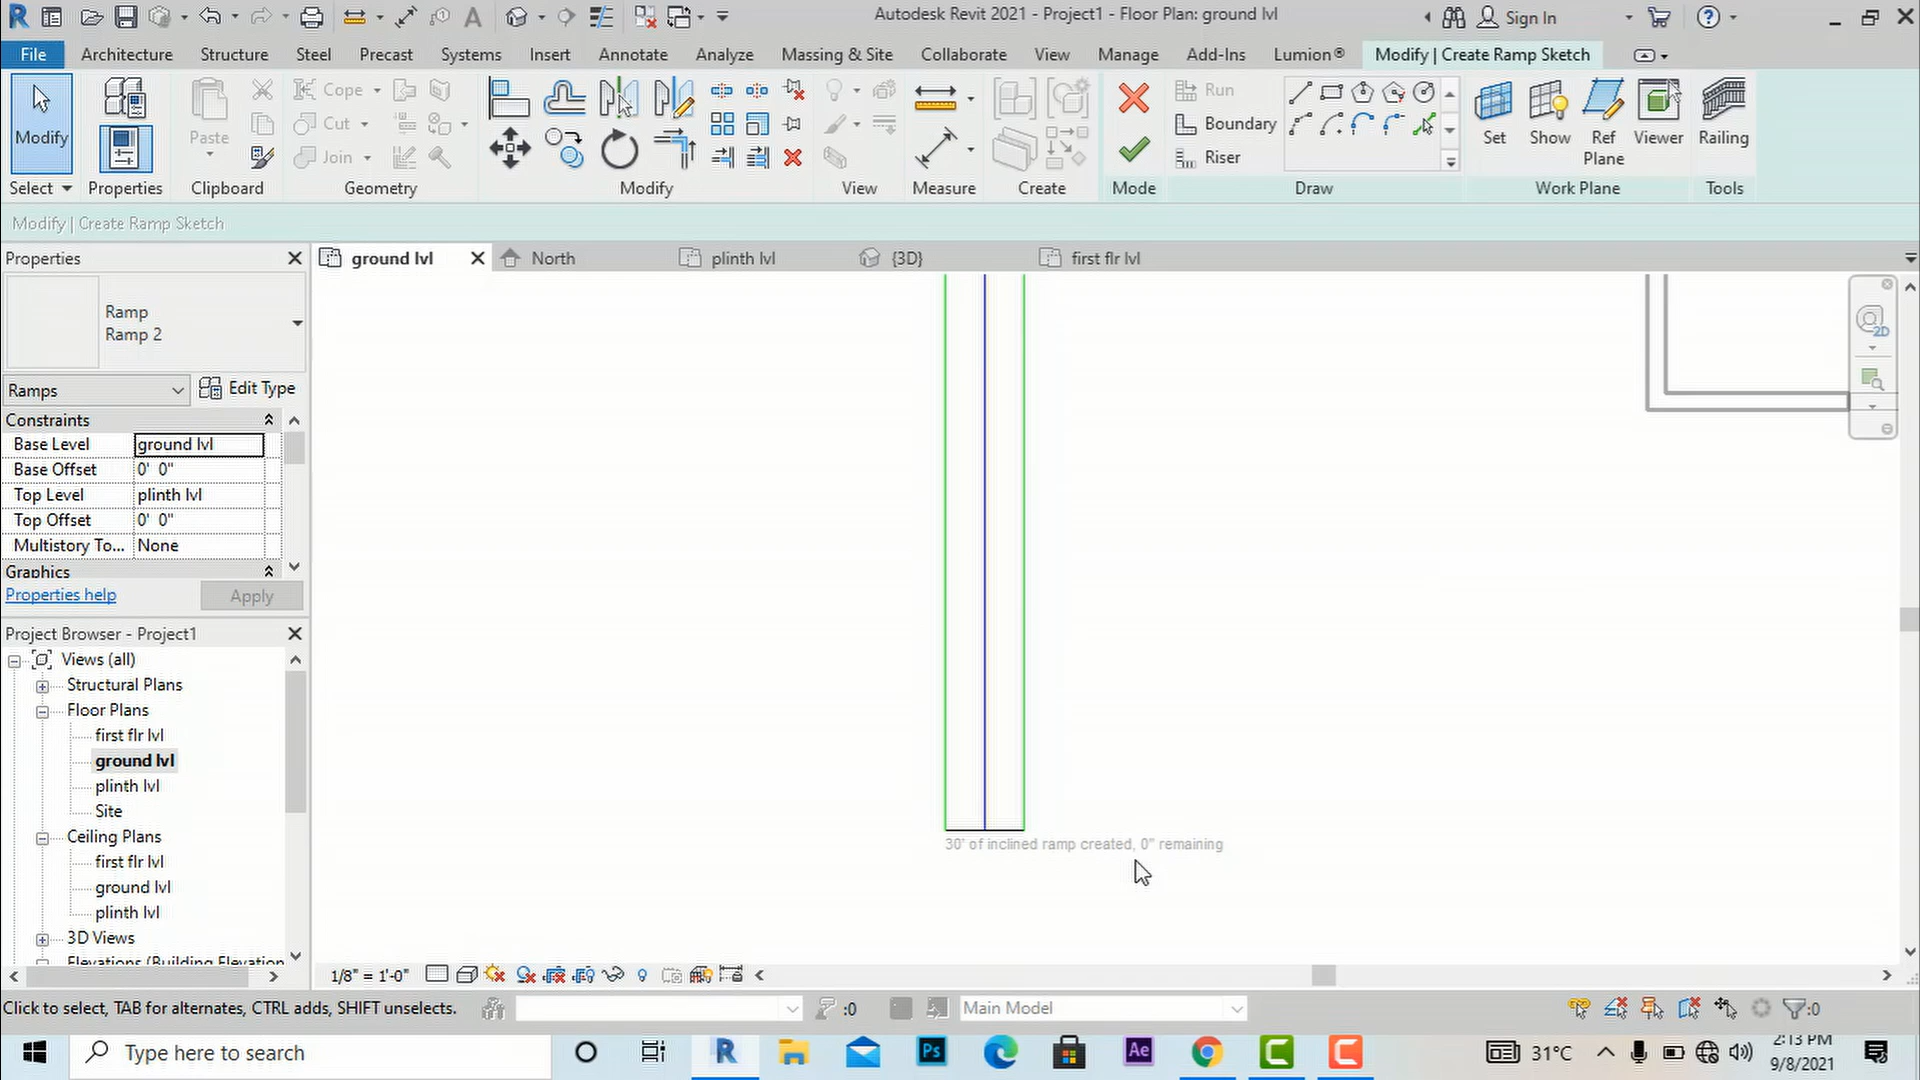 Autodesk Revit 2021 - Project1 - Floor Plan: ground lvl
Sign In
File Architecture Structure Steel Precast Systems Insert Annotate Analyze Massing & Site Collaborate View Manage Add-Ins Lumion® Modify | Create Ramp Sketch
Modify
Paste
Cope
Cut
Join
Run
Boundary
Riser
Set
Show
Ref Plane
Viewer
Railing
Select Properties Clipboard Geometry Modify View Measure Create Mode Draw Work Plane Tools
Modify | Create Ramp Sketch
Properties
ground lvl North plinth lvl {3D} first flr lvl
Ramp
Ramp 2
Ramps Edit Type
Constraints
Base Level ground lvl
Base Offset 0' 0"
Top Level plinth lvl
Top Offset 0' 0"
Multistory To... None
Graphics
Properties help Apply
Project Browser - Project1
Views (all)
Structural Plans
Floor Plans
first flr lvl
ground lvl
plinth lvl
Site
Ceiling Plans
first flr lvl
ground lvl
plinth lvl
3D Views
Elevations (Building Elevation
2D
30' of inclined ramp created, 0" remaining
1/8" = 1'-0"
Click to select, TAB for alternates, CTRL adds, SHIFT unselects.
:0
Main Model
:0
Type here to search
Ps
Ae
31°C
2:13 PM
9/8/2021